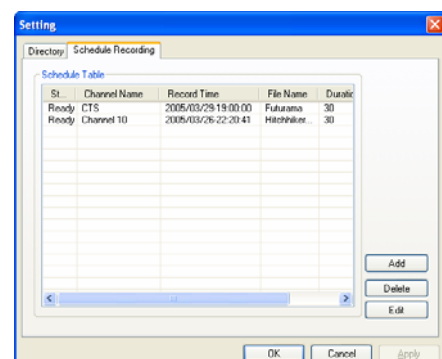 Setting
Directory Schedule Recording
Schedule Table
St... Channel Name Record Time File Name Duratic
Ready CTS 2005/03/29-19:00:00 Futurama 30
Ready Channel 10 2005/03/26-22:20:41 Hitchhiker... 30
Add
Delete
Edit
OK Cancel Apply